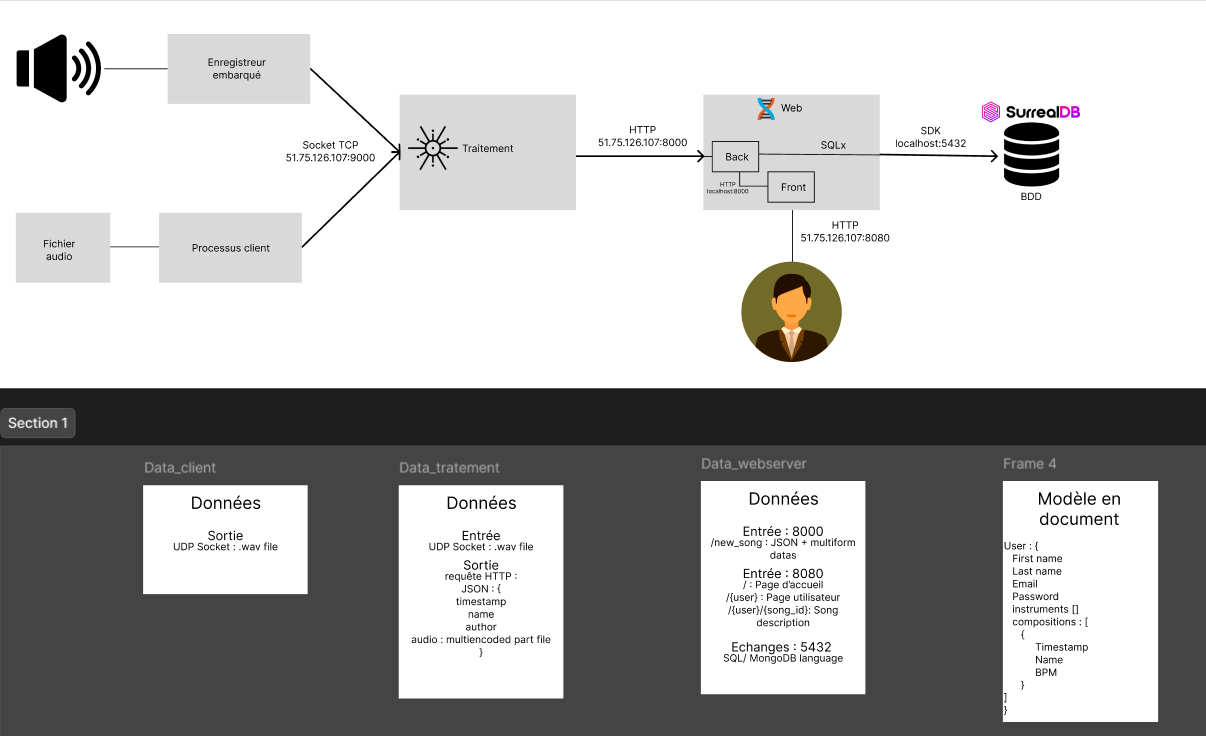 Enregistreur
embarqué
Socket TCP
51.75.126.107:9000
Fichier
audio
Processus client
Traitement
HTTP
51.75.126.107:8000
Web
Back
SQLx
HTTP
localhost:8000
Front
HTTP
51.75.126.107:8080
SDK
localhost:5432
SurrealDB
BDD
Section 1
Data_client
Données
Sortie
UDP Socket : .wav file
Data_tratement
Données
Entrée
UDP Socket : .wav file
Sortie
requête HTTP :
JSON : {
timestamp
name
author
audio : multiencoded part file
}
Data_webserver
Données
Entrée : 8000
/new_song : JSON + multiform
datas
Entrée : 8080
/ : Page d'accueil
/{user} : Page utilisateur
/{user}/{song_id}: Song
description
Echanges : 5432
SQL/ MongoDB language
Frame 4
Modèle en
document
User : {
First name
Last name
Email
Password
instruments []
compositions : [
{
Timestamp
Name
BPM
}
]
}